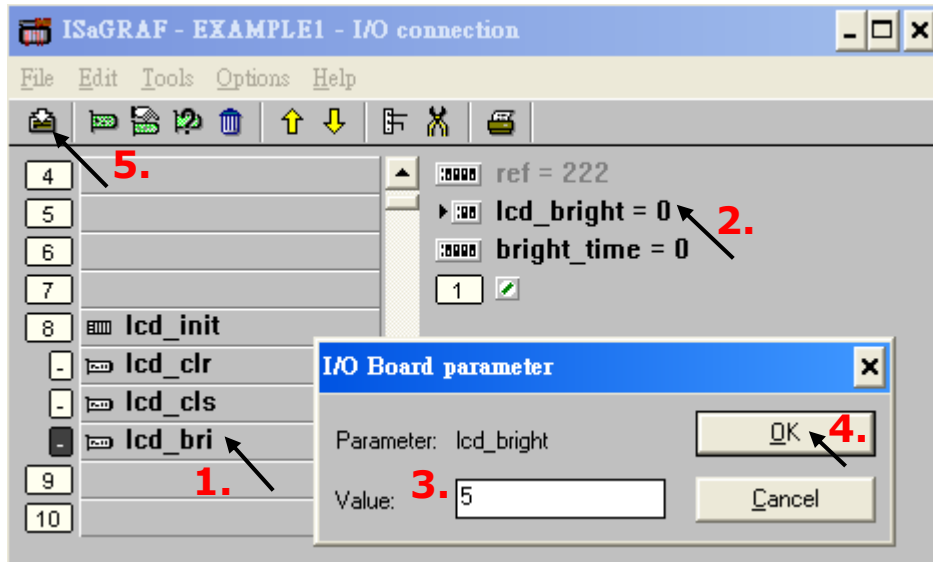 ISaGRAF - EXAMPLE1 - I/O connection
File Edit Tools Options Help
5.
4
5
6
7
8 lcd_init
- lcd_clr
- lcd_cls
- lcd_bri
1.
9
10
ref = 222
lcd_bright = 0
2.
bright_time = 0
1
I/O Board parameter
Parameter: lcd_bright
OK
4.
Value:
3.
5
Cancel